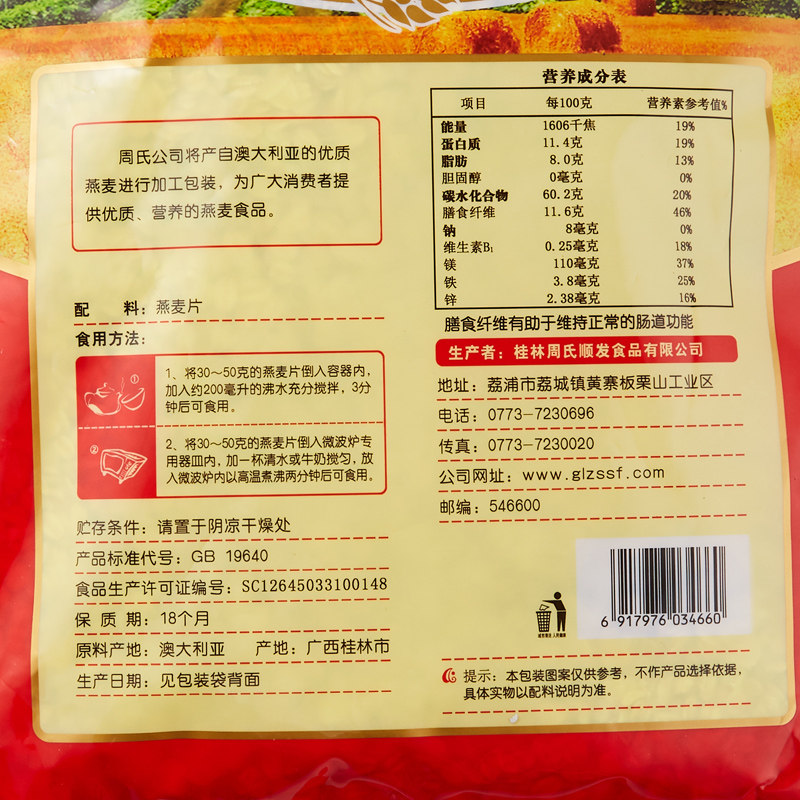 周氏公司将产自澳大利亚的优质
燕麦进行加工包装，为广大消费者提
供优质、营养的燕麦食品。
配 料：燕麦片
食用方法：
①
1、将30～50克的燕麦片倒入容器内，
加入约200毫升的沸水充分搅拌，3分
钟后可食用。
②
2、将30～50克的燕麦片倒入微波炉专
用器皿内，加一杯清水或牛奶搅匀，放
入微波炉内以高温煮沸两分钟后可食用。
贮存条件：请置于阴凉干燥处
产品标准代号：GB 19640
食品生产许可证编号：SC12645033100148
保 质 期：18个月
原料产地：澳大利亚 产地：广西桂林市
生产日期：见包装袋背面
营养成分表
项目 每100克 营养素参考值%
能量 1606千焦 19%
蛋白质 11.4克 19%
脂肪 8.0克 13%
胆固醇 0毫克 0%
碳水化合物 60.2克 20%
膳食纤维 11.6克 46%
钠 8毫克 0%
维生素B₁ 0.25毫克 18%
镁 110毫克 37%
铁 3.8毫克 25%
锌 2.38毫克 16%
膳食纤维有助于维持正常的肠道功能
生产者：桂林周氏顺发食品有限公司
地址：荔浦市荔城镇黄寨板栗山工业区
电话：0773-7230696
传真：0773-7230020
公司网址：www.glzssf.com
邮编：546600
6 917976 034660
提示：本包装图案仅供参考，不作产品选择依据，
具体实物以配料说明为准。